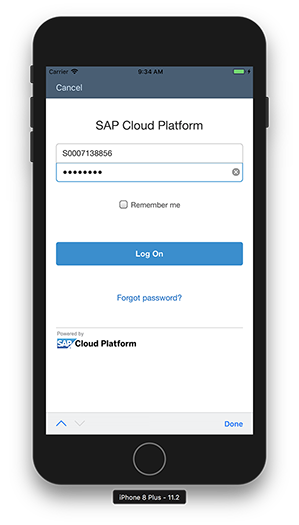 Carrier 9:34 AM
Cancel
SAP Cloud Platform
S0007138856
••••••••
Remember me
Log On
Forgot password?
Powered by
SAP Cloud Platform
Done
iPhone 8 Plus - 11.2